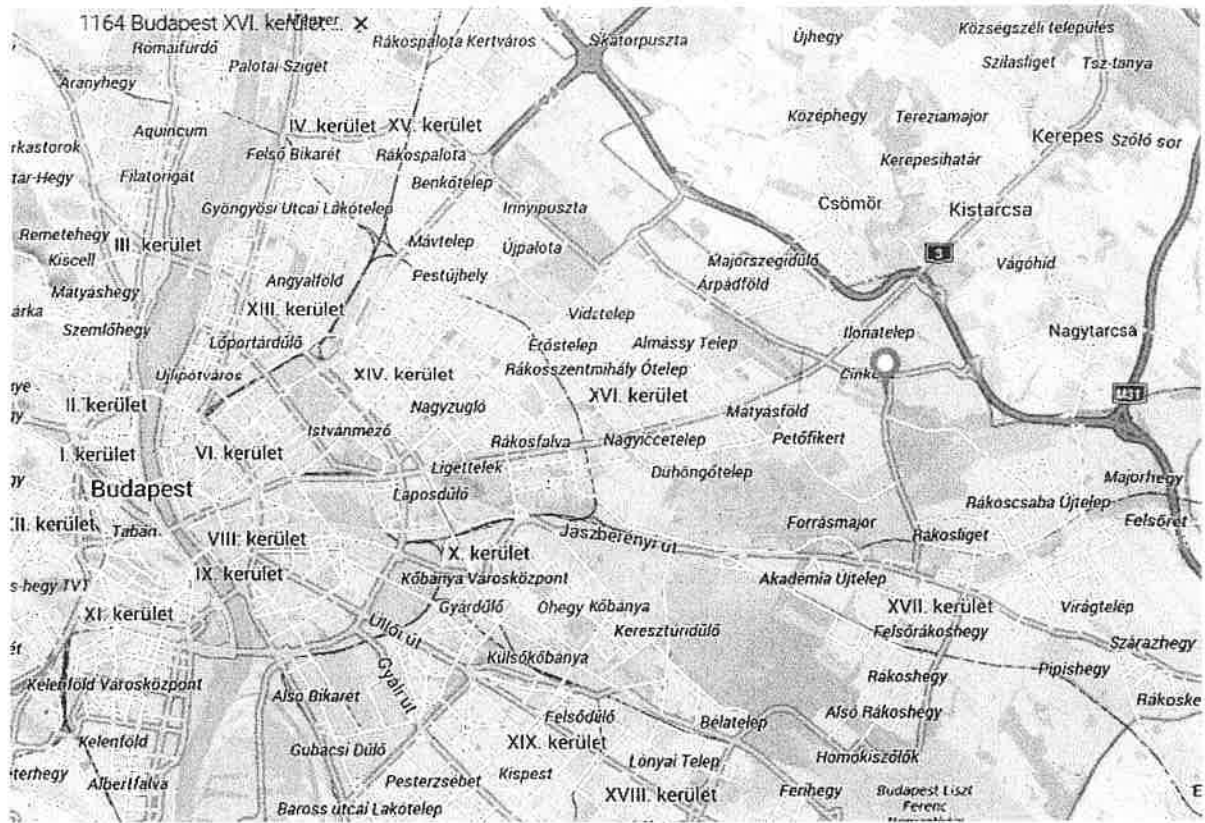 1164 Budapest XVI. kerület... ×
Rómaifürdő
Rákospalota Kertváros
Újhegy
Községszéli település
Palotai Sziget
Szilasliget
Tsz-tanya
Aranyhegy
Középhegy
Tereziamajor
Aquincum
IV. kerület
XV. kerület
Kerepes
Szőlő sor
Felső Bikarét
Rákospalota
Kerepesihatár
Filatorigát
Benkőtelep
Gyöngyösi Utcai Lakótelep
Irinyipuszta
Csömör
Kistarcsa
Remetehegy
III. kerület
Mávtelep
Újpalota
Kiscell
Majorszegidűlő
3
Vágóhíd
Angyalföld
Pestújhely
Árpádföld
Mátyáshegy
XIII. kerület
Szemlőhegy
Lőportárdűlő
Erőstelep
Almássy Telep
Ilonatelep
Nagytarcsa
Újlipótváros
XIV. kerület
Rákosszentmihály Ótelep
II. kerület
Nagyzugló
XVI. kerület
M31
Istvánmező
Mátyásföld
I. kerület
VI. kerület
Rákosfalva
Nagyiccetelep
Petőfikert
Ligettelek
Dühöngőtelep
Majorhegy
Budapest
Laposdűlő
Rákoscsaba Újtelep
Tabán
VIII. kerület
Jászberényi út
Forrásmajor
Rákosliget
Felsőrét
IX. kerület
X. kerület
s-hegy TVT
Kőbánya Városközpont
Akadémia Újtelep
XI. kerület
Gyárdűlő
Óhegy
Kőbánya
XVII. kerület
Virágtelep
Üllői út
Keresztúridűlő
Felsőrákoshegy
Szárazhegy
Gyáli út
Külsőkőbánya
Kelenföld Városközpont
Alsó Bikarét
Rákoshegy
Pipishegy
Kelenföld
Felsődűlő
Bélatelep
Alsó Rákoshegy
Gubacsi Dűlő
XIX. kerület
Homokiszőlők
Albertfalva
Pesterzsébet
Kispest
Lónyai Telep
Baross utcai Lakótelep
XVIII. kerület
Ferihegy
Budapest Liszt
Ferenc